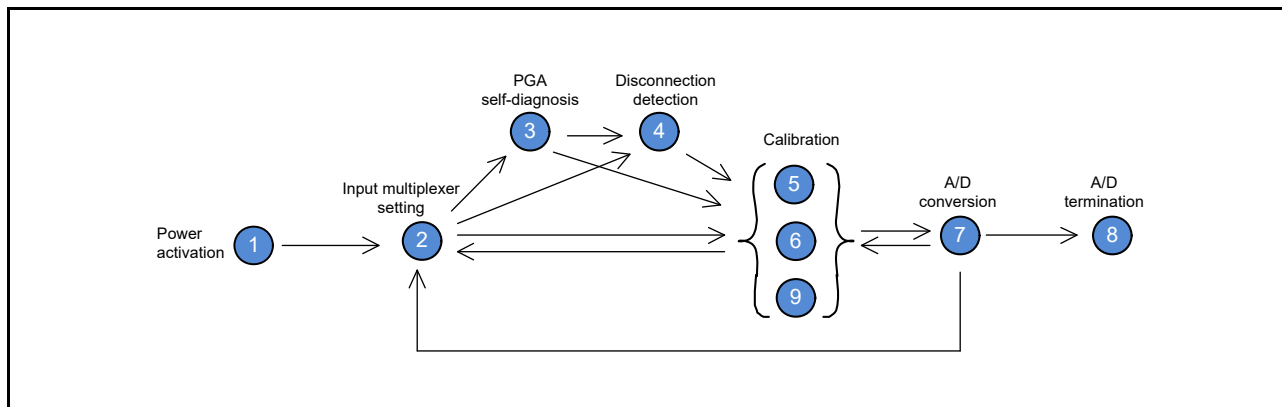 PGA
self-diagnosis
3
Disconnection
detection
4
Calibration
5
6
9
Input multiplexer
setting
2
Power
activation
1
A/D
conversion
7
A/D
termination
8